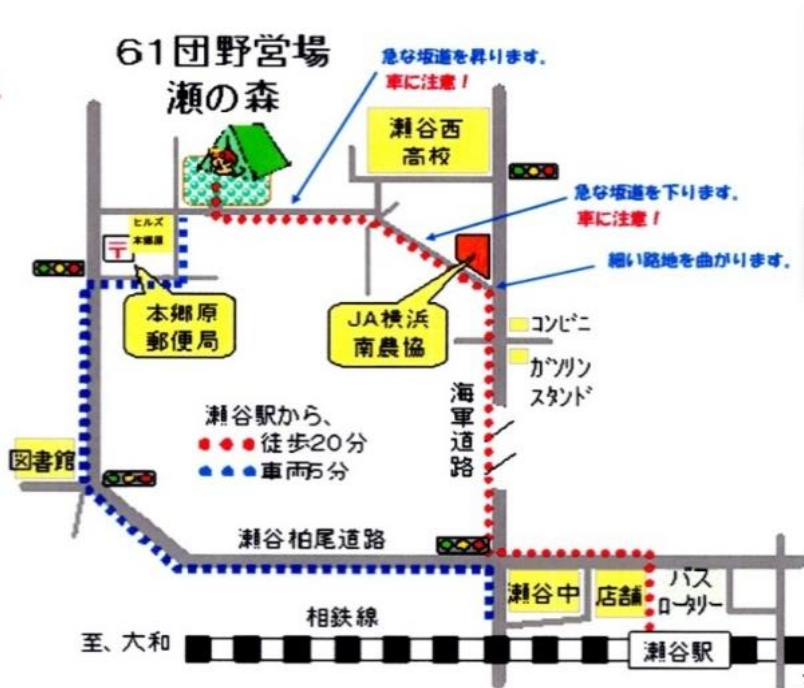 61団野営場
瀬の森
急な坂道を昇ります。
車に注意!
瀬谷西
高校
急な坂道を下ります。
車に注意!
細い路地を曲がります。
ヒルズ
本郷原
〒
本郷原
郵便局
JA横浜
南農協
コンビニ
ガソリン
スタンド
海軍道路
瀬谷駅から、
徒歩20分
車両5分
図書館
瀬谷柏尾道路
瀬谷中
店舗
バス
ロータリー
相鉄線
至、大和
瀬谷駅